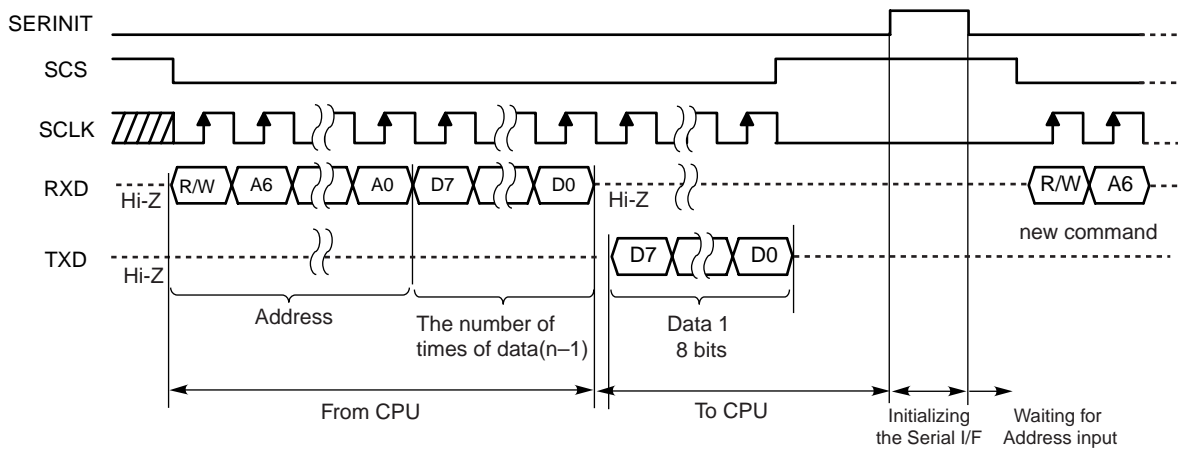 SERINIT
SCS
SCLK
RXD
Hi-Z
R/W
A6
A0
D7
D0
Hi-Z
R/W
A6
new command
TXD
Hi-Z
D7
D0
Address
The number of
times of data(n–1)
Data 1
8 bits
From CPU
To CPU
Initializing
the Serial I/F
Waiting for
Address input